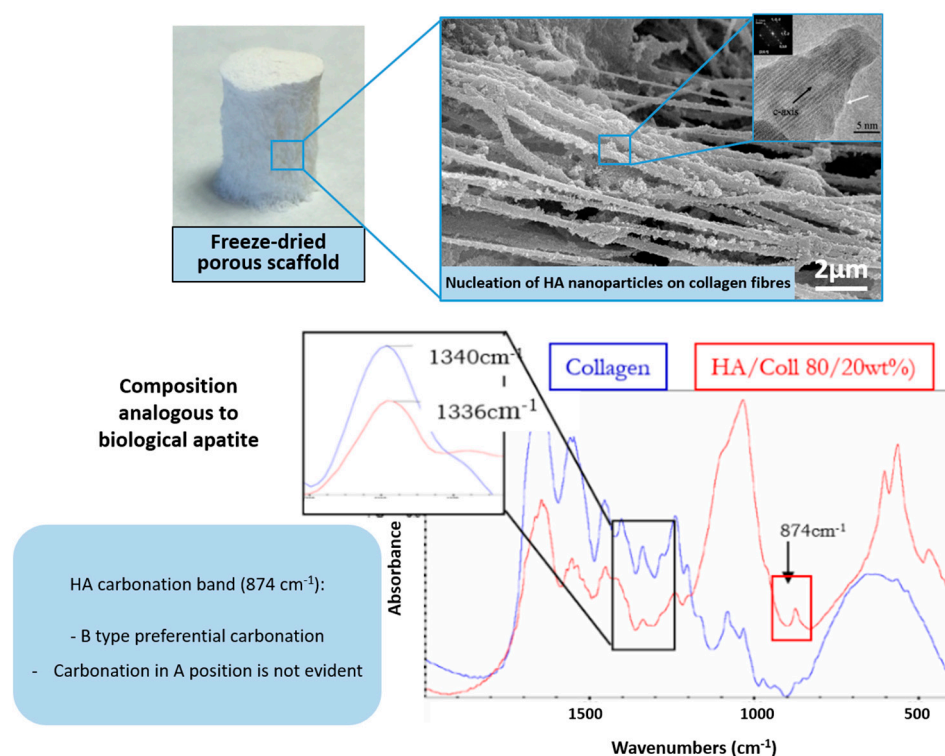 c-axis
5 nm
Freeze-dried
porous scaffold
Nucleation of HA nanoparticles on collagen fibres
2µm
1340cm-1
1336cm-1
Collagen
HA/Coll 80/20wt%)
Composition
analogous to
biological apatite
874cm-1
Absorbance
HA carbonation band (874 cm-1):
- B type preferential carbonation
- Carbonation in A position is not evident
1500
1000
500
Wavenumbers (cm-1)